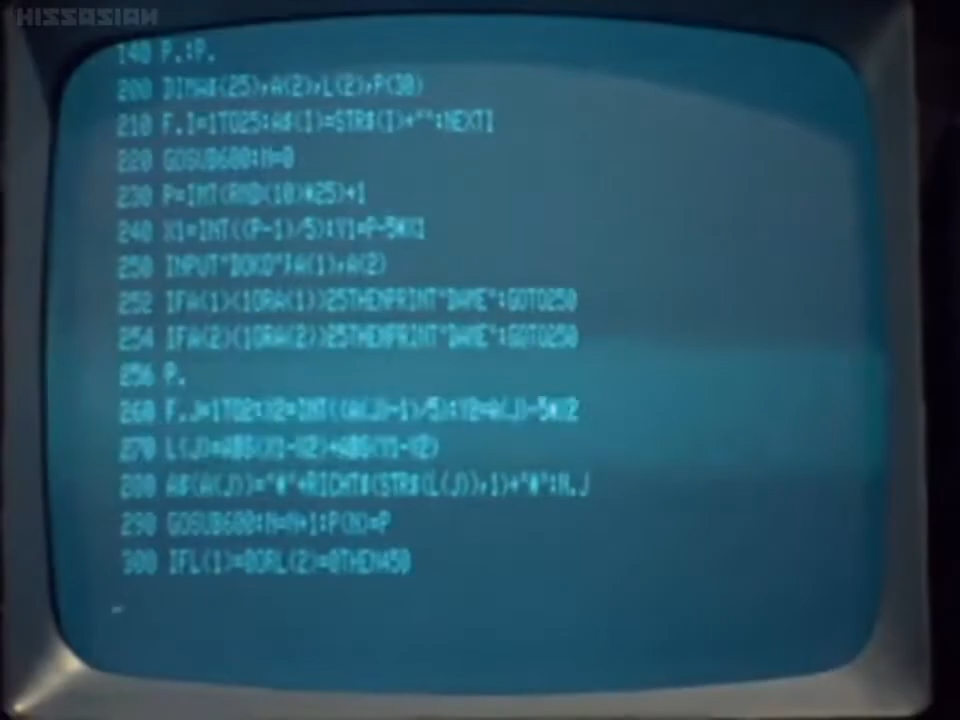 HISSASIAN
140 P.:P.
200 DIMA$(25),A(2),L(2),P(30)
210 F.I=1TO25:A$(I)=STR$(I)+"":NEXTI
220 GOSUB600:N=0
230 P=INT(RND(10)*25)+1
240 X1=INT((P-1)/5):Y1=P-5*X1
250 INPUT"DOKO";A(1),A(2)
252 IFA(1)<1ORA(1)>25THENPRINT"DAME":GOTO250
254 IFA(2)<1ORA(2)>25THENPRINT"DAME":GOTO250
256 P.
260 F.J=1TO2:X2=INT((A(J)-1)/5):Y2=A(J)-5*X2
270 L(J)=ABS(X1-X2)+ABS(Y1-Y2)
280 A$(A(J))="#"+RIGHT$(STR$(L(J)),1)+"#":N.J
290 GOSUB600:N=N+1:P(N)=P
300 IFL(1)=0ORL(2)=0THEN450